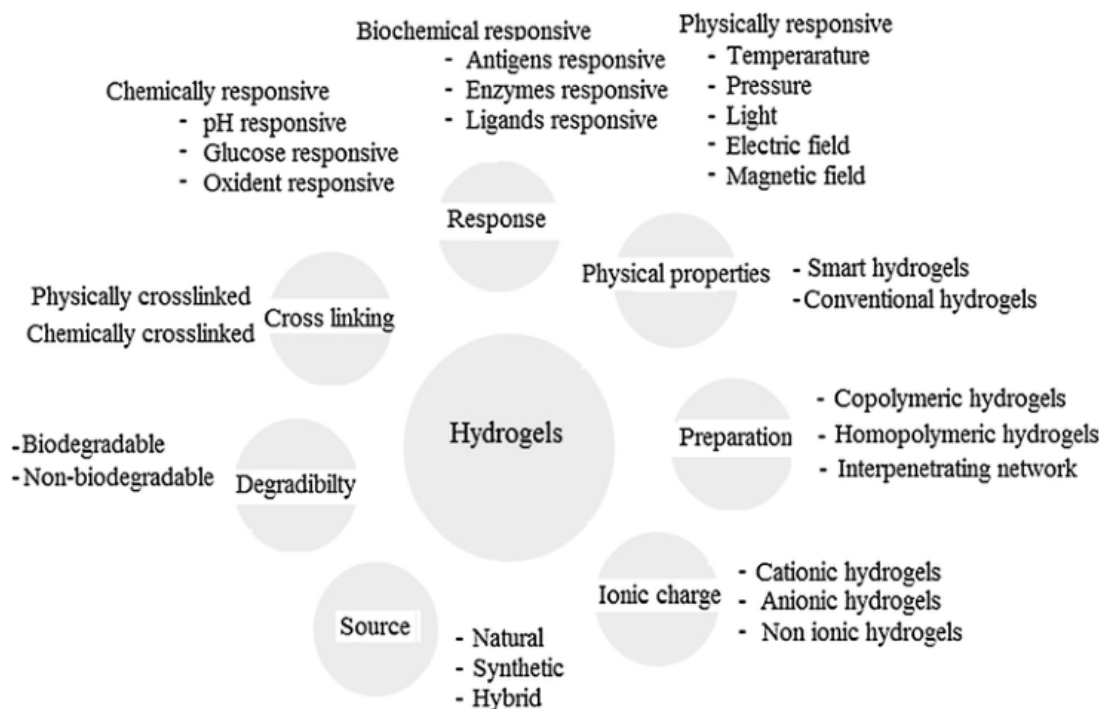 Biochemical responsive
- Antigens responsive
- Enzymes responsive
- Ligands responsive
Physically responsive
- Temperarature
- Pressure
- Light
- Electric field
- Magnetic field
Chemically responsive
- pH responsive
- Glucose responsive
- Oxident responsive
Response
Physical properties
- Smart hydrogels
-Conventional hydrogels
Physically crosslinked
Chemically crosslinked
Cross linking
Hydrogels
Preparation
- Copolymeric hydrogels
- Homopolymeric hydrogels
- Interpenetrating network
-Biodegradable
-Non-biodegradable
Degradibilty
Ionic charge
- Cationic hydrogels
- Anionic hydrogels
- Non ionic hydrogels
Source
- Natural
- Synthetic
- Hybrid